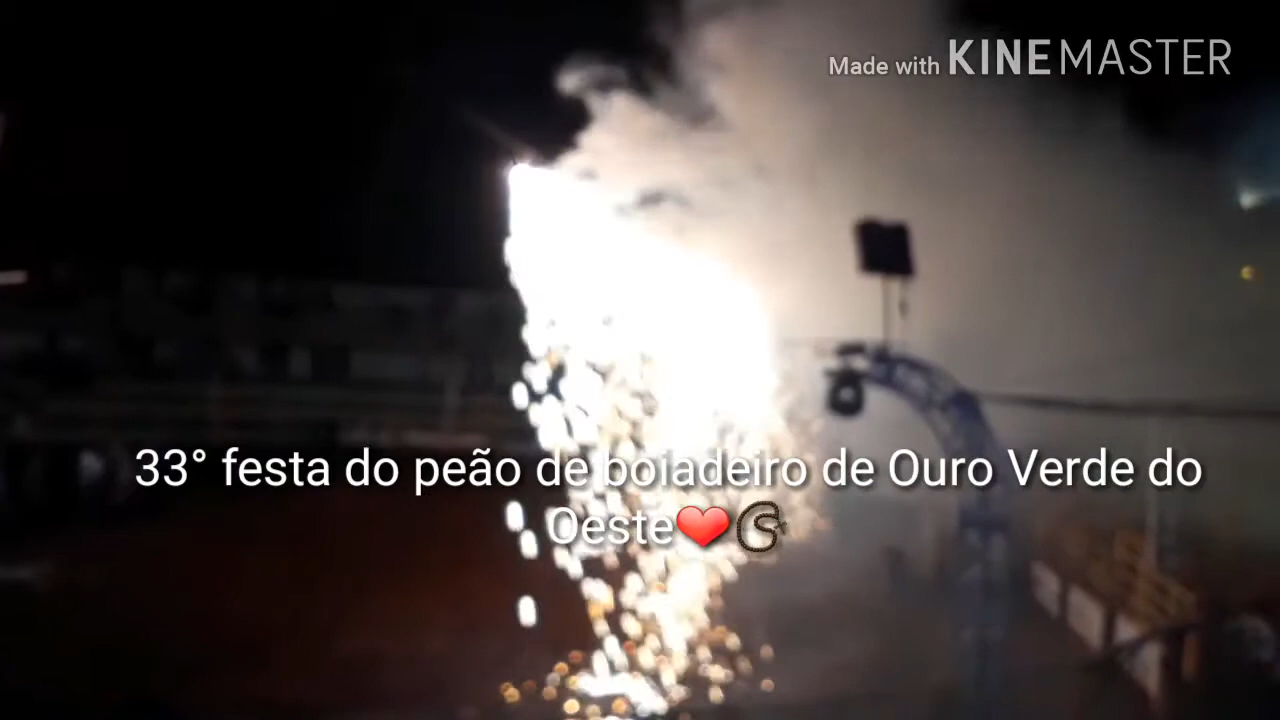 Made with KINEMASTER
33° festa do peão de boiadeiro de Ouro Verde do
Oeste❤️📿